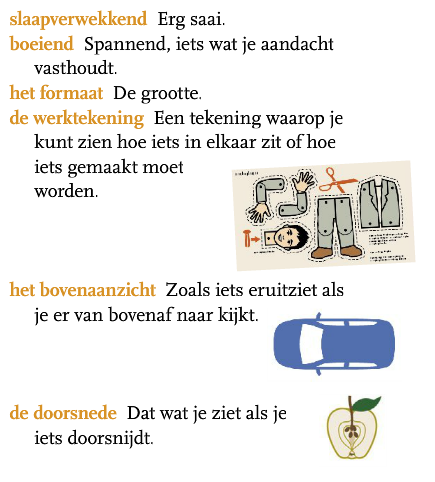 slaapverwekkend Erg saai.
boeiend Spannend, iets wat je aandacht
vasthoudt.
het formaat De grootte.
de werktekening Een tekening waarop je
kunt zien hoe iets in elkaar zit of hoe
iets gemaakt moet
worden.
het bovenaanzicht Zoals iets eruitziet als
je er van bovenaf naar kijkt.
de doorsnede Dat wat je ziet als je
iets doorsnijdt.